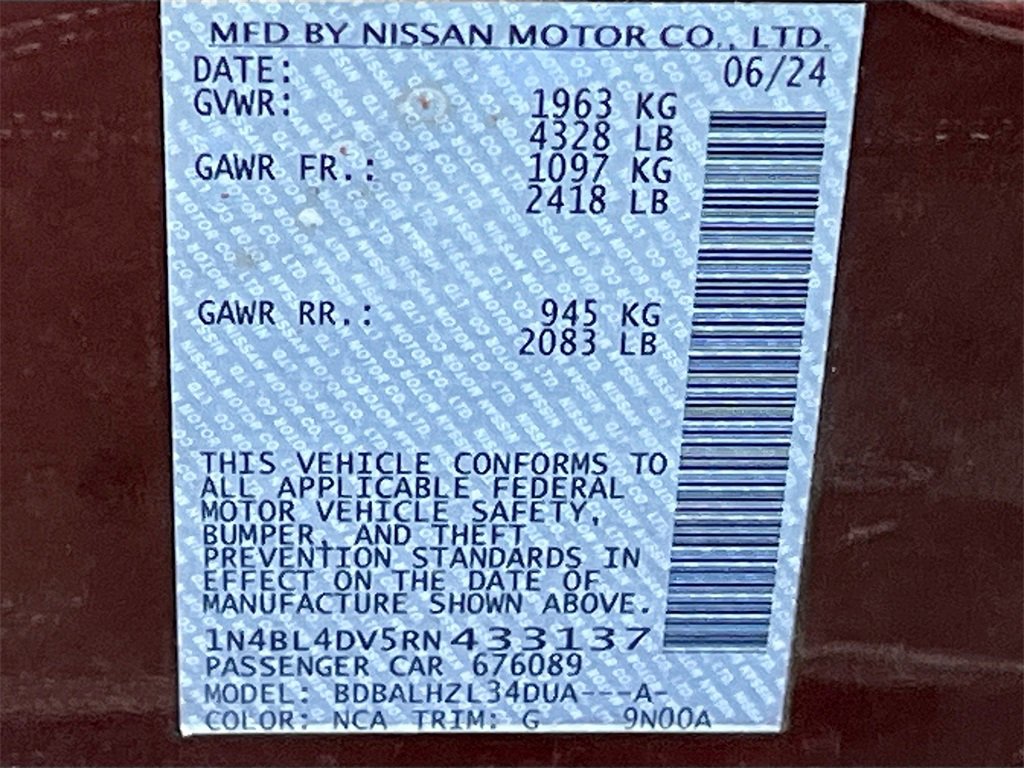 MFD BY NISSAN MOTOR CO., LTD.
DATE: 06/24
GVWR: 1963 KG
4328 LB
GAWR FR.: 1097 KG
2418 LB
GAWR RR.: 945 KG
2083 LB
THIS VEHICLE CONFORMS TO
ALL APPLICABLE FEDERAL
MOTOR VEHICLE SAFETY,
BUMPER, AND THEFT
PREVENTION STANDARDS IN
EFFECT ON THE DATE OF
MANUFACTURE SHOWN ABOVE.
1N4BL4DV5RN433137
PASSENGER CAR 676089
MODEL: BDBALHZL34DUA---A-
COLOR: NCA TRIM: G 9N00A